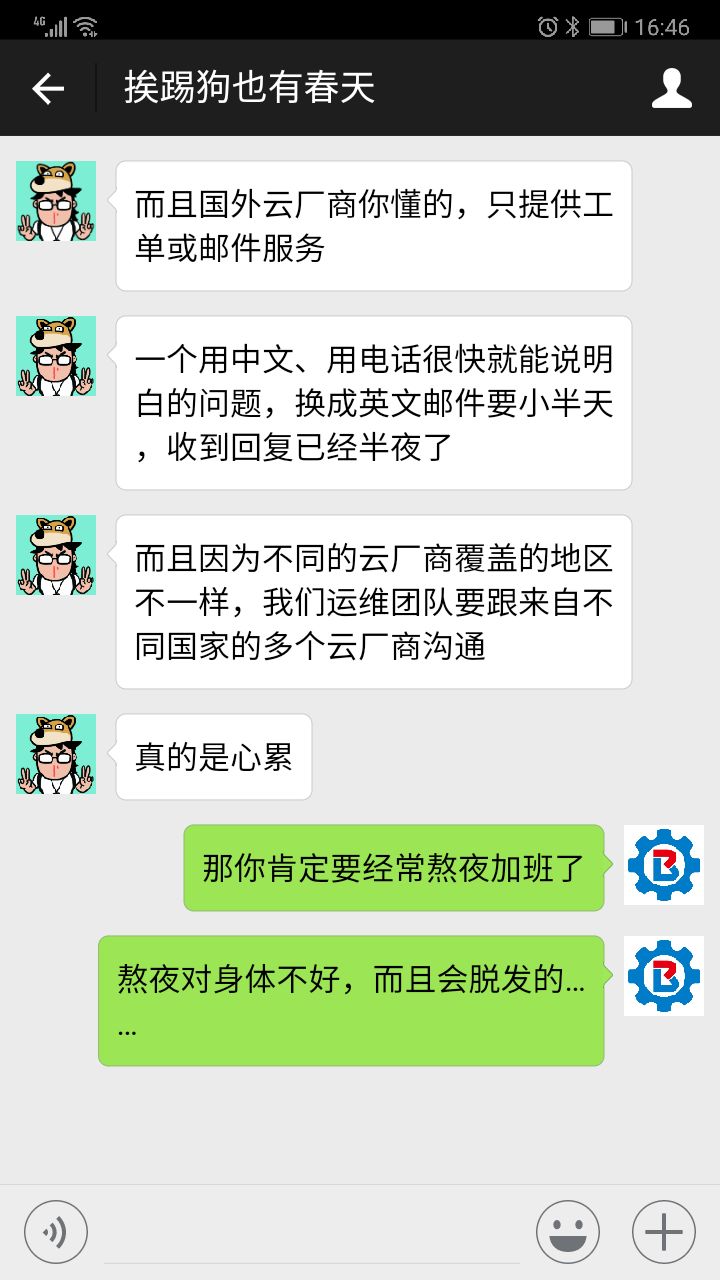 4G
16:46
挨踢狗也有春天
而且国外云厂商你懂的，只提供工
单或邮件服务
一个用中文、用电话很快就能说明
白的问题，换成英文邮件要小半天
，收到回复已经半夜了
而且因为不同的云厂商覆盖的地区
不一样，我们运维团队要跟来自不
同国家的多个云厂商沟通
真的是心累
那你肯定要经常熬夜加班了
熬夜对身体不好，而且会脱发的...
...